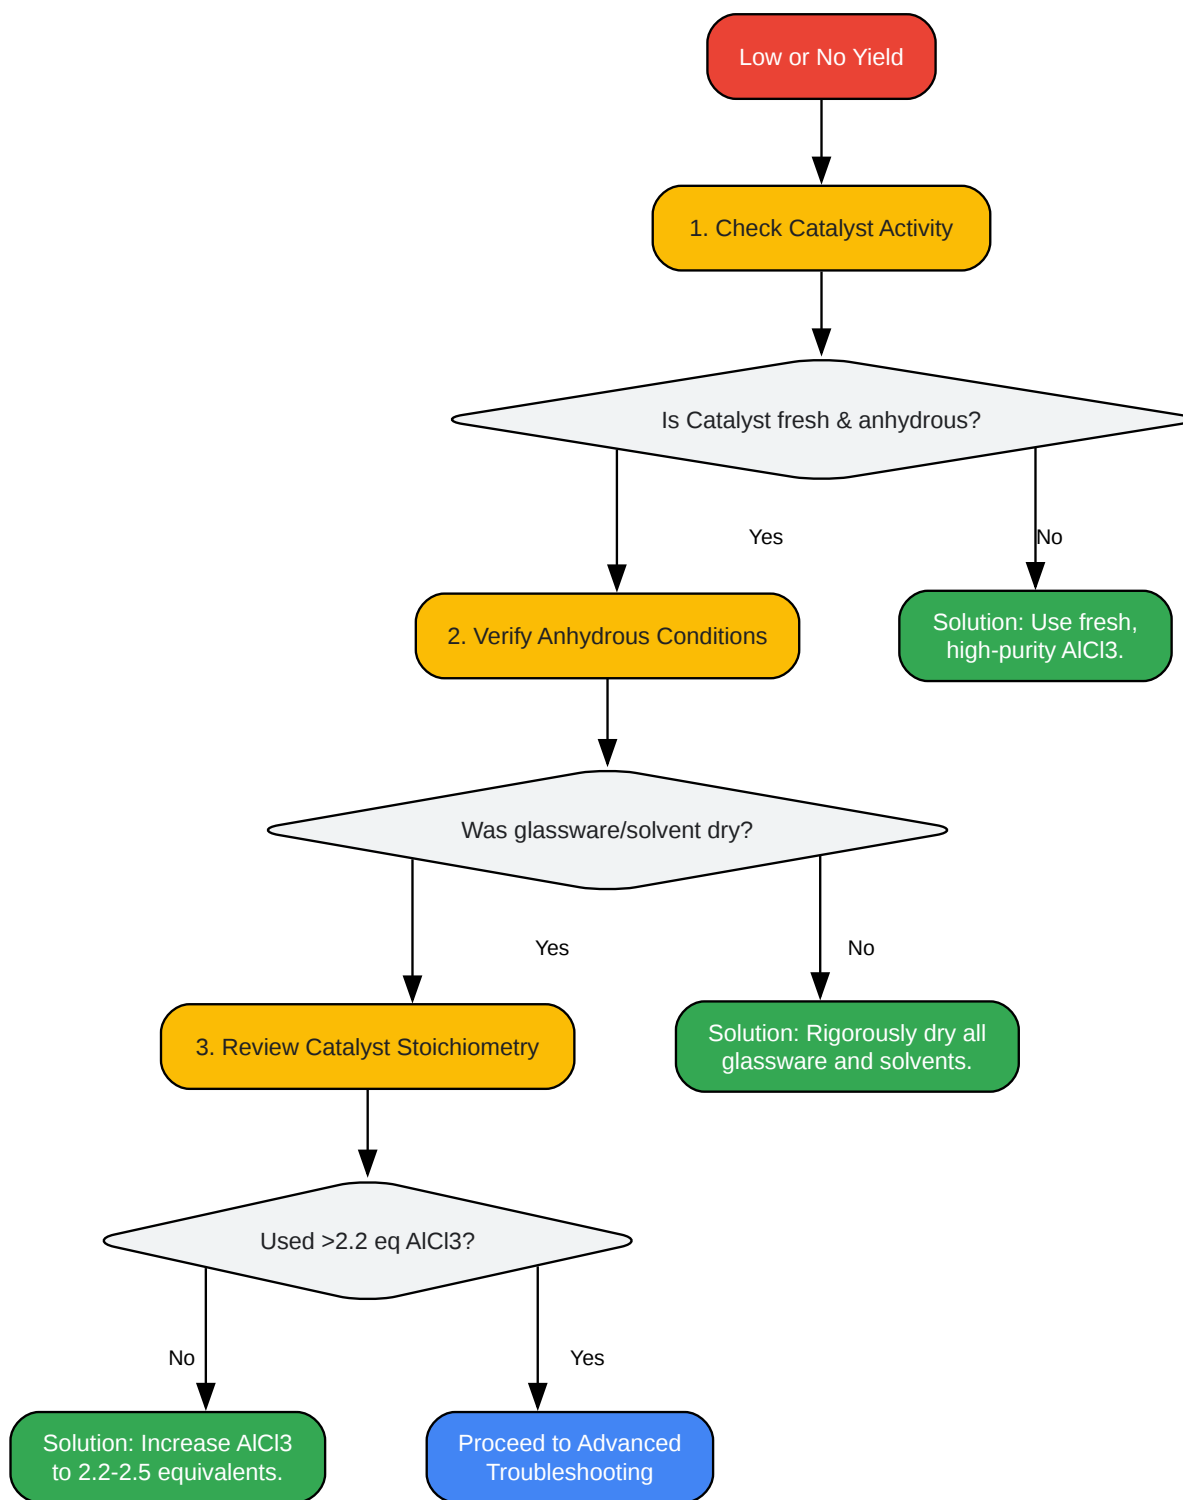 Low or No Yield
1. Check Catalyst Activity
Is Catalyst fresh & anhydrous?
Yes
No
2. Verify Anhydrous Conditions
Solution: Use fresh,
high-purity AlCl3.
Was glassware/solvent dry?
Yes
No
3. Review Catalyst Stoichiometry
Solution: Rigorously dry all
glassware and solvents.
Used >2.2 eq AlCl3?
No
Yes
Solution: Increase AlCl3
to 2.2-2.5 equivalents.
Proceed to Advanced
Troubleshooting